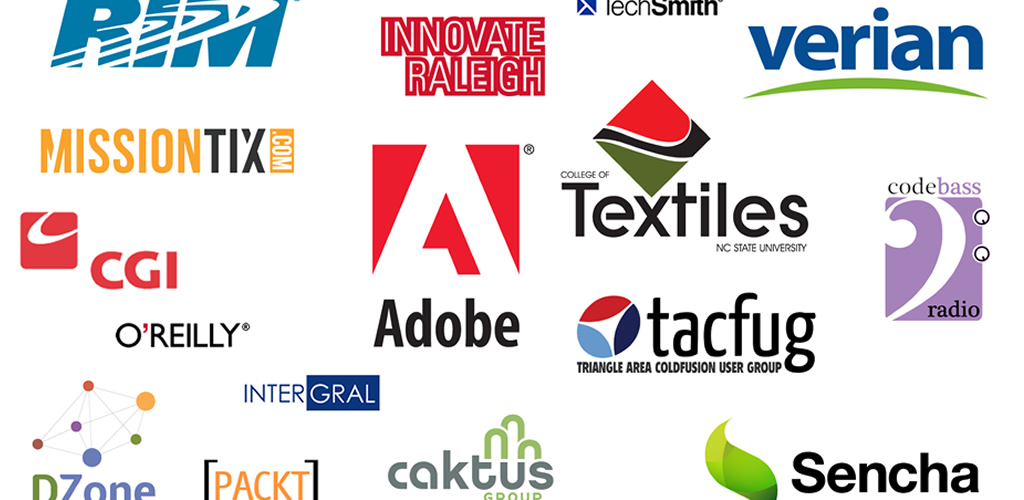 RIM
TechSmith®
INNOVATE
RALEIGH
verian
MISSIONTIX.COM
COLLEGE OF
Textiles
NC STATE UNIVERSITY
®
Adobe
codebass
radio
CGI
O'REILLY®
tacfug
TRIANGLE AREA COLDFUSION USER GROUP
INTERGRAL
DZone
[PACKT]
caktus
GROUP
Sencha